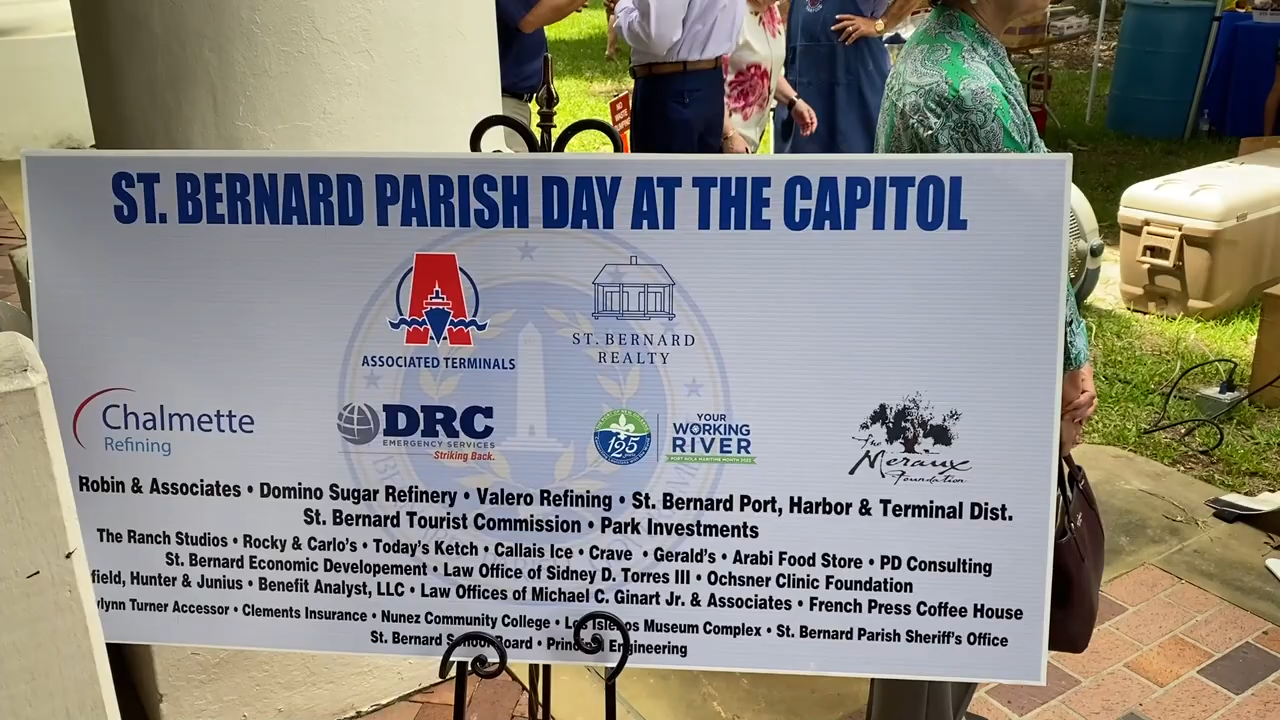 NO
ST. BERNARD PARISH DAY AT THE CAPITOL
A
ASSOCIATED TERMINALS
ST. BERNARD
REALTY
Chalmette
Refining
DRC
EMERGENCY SERVICES
Striking Back.
125
YOUR
WORKING
RIVER
PORT NOLA MARITIME MONTH 2021
The
Meraux
Foundation
Robin & Associates • Domino Sugar Refinery • Valero Refining • St. Bernard Port, Harbor & Terminal Dist.
St. Bernard Tourist Commission • Park Investments
The Ranch Studios • Rocky & Carlo's • Today's Ketch • Callais Ice • Crave • Gerald's • Arabi Food Store • PD Consulting
St. Bernard Economic Developement • Law Office of Sidney D. Torres III • Ochsner Clinic Foundation
field, Hunter & Junius • Benefit Analyst, LLC • Law Offices of Michael C. Ginart Jr. & Associates • French Press Coffee House
lynn Turner Accessor • Clements Insurance • Nunez Community College • Los Islenos Museum Complex • St. Bernard Parish Sheriff's Office
St. Bernard School Board • Principal Engineering